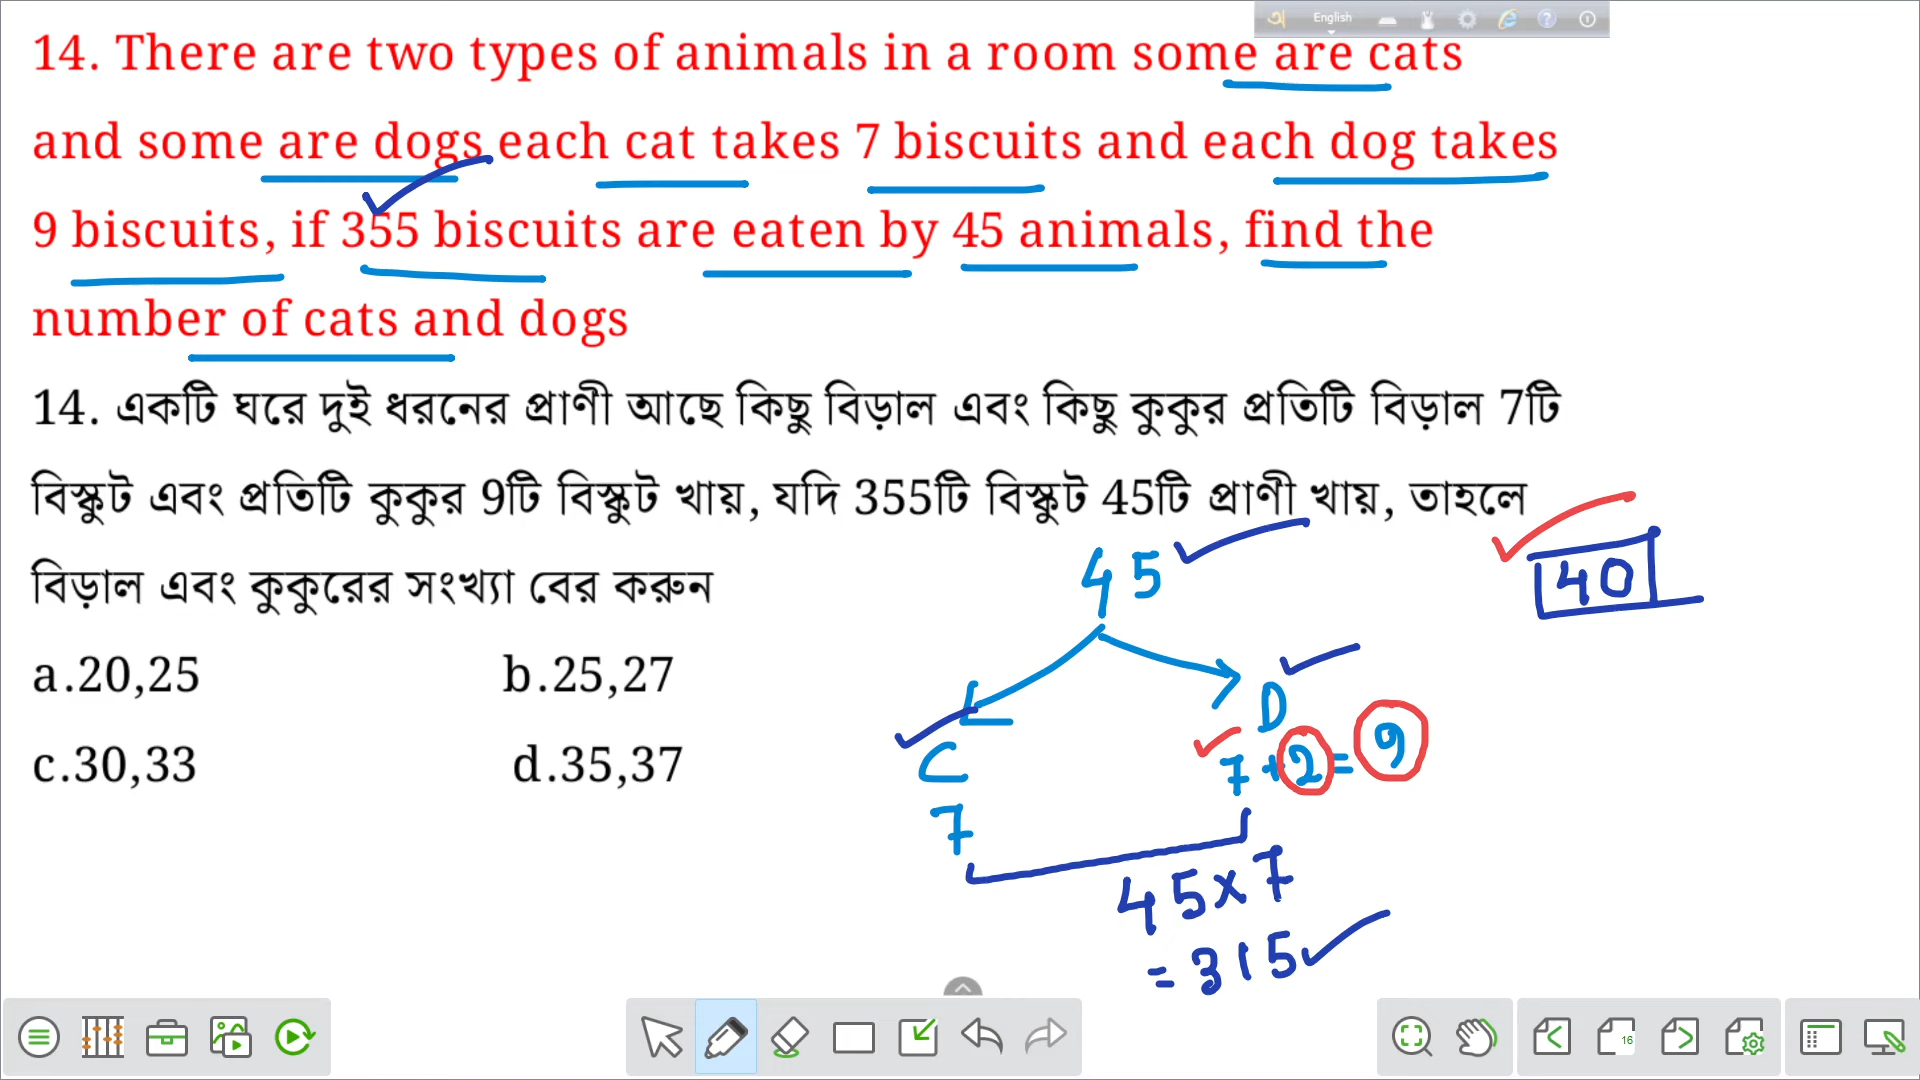 English
14. There are two types of animals in a room some are cats
and some are dogs each cat takes 7 biscuits and each dog takes
9 biscuits, if 355 biscuits are eaten by 45 animals, find the
number of cats and dogs
14. একটি ঘরে দুই ধরনের প্রাণী আছে কিছু বিড়াল এবং কিছু কুকুর প্রতিটি বিড়াল 7টি
বিস্কুট এবং প্রতিটি কুকুর 9টি বিস্কুট খায়, যদি 355টি বিস্কুট 45টি প্রাণী খায়, তাহলে
বিড়াল এবং কুকুরের সংখ্যা বের করুন
a.20,25 b.25,27
c.30,33 d.35,37
45
40
C D
7 7+2=9
45×7
=315
16